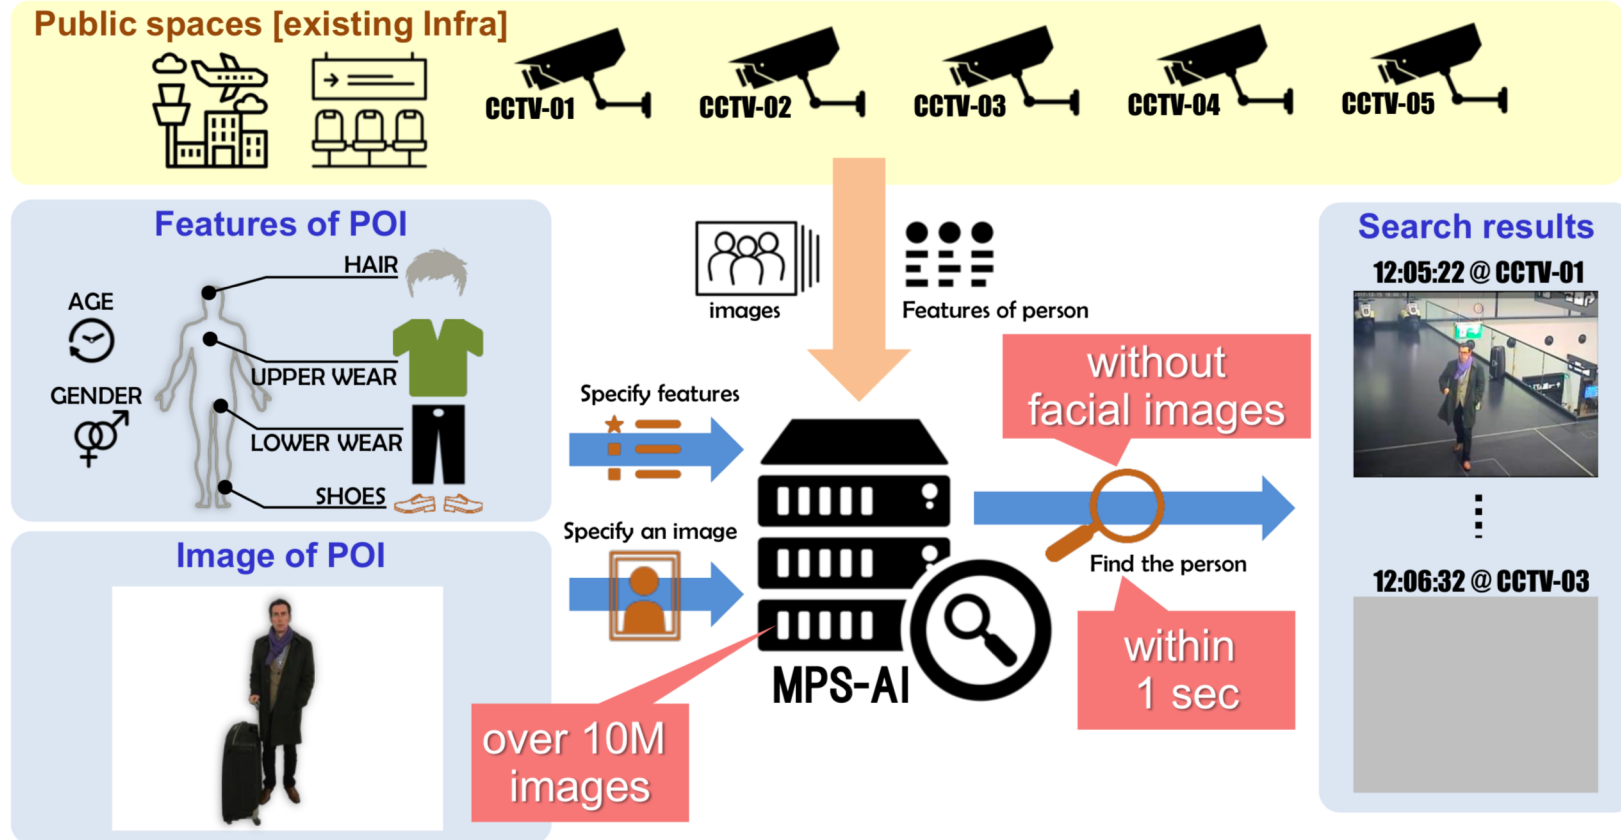 Public spaces [existing Infra]
CCTV-01
CCTV-02
CCTV-03
CCTV-04
CCTV-05
Features of POI
HAIR
AGE
UPPER WEAR
GENDER
LOWER WEAR
SHOES
Image of POI
images
Features of person
Specify features
Specify an image
MPS-AI
over 10M
images
without
facial images
Find the person
within
1 sec
Search results
12:05:22 @ CCTV-01
12:06:32 @ CCTV-03